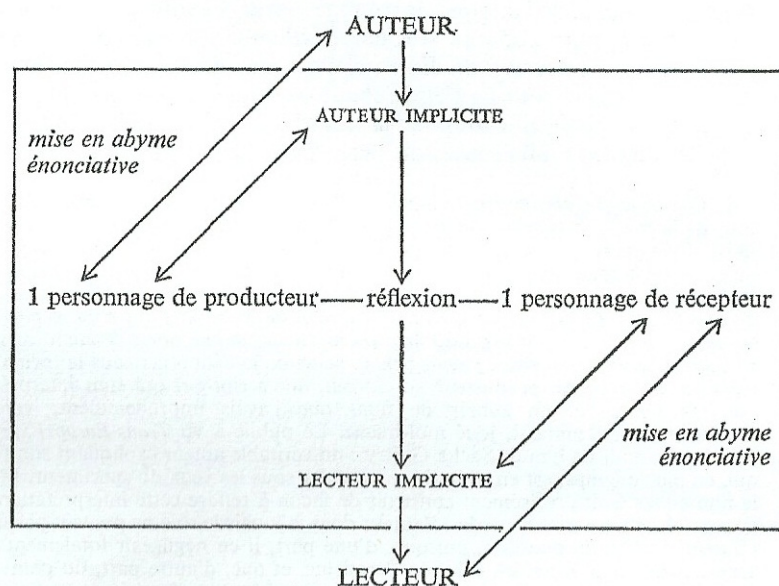 AUTEUR
AUTEUR IMPLICITE
mise en abyme
énonciative
1 personnage de producteur — réflexion — 1 personnage de récepteur
mise en abyme
énonciative
LECTEUR IMPLICITE
LECTEUR